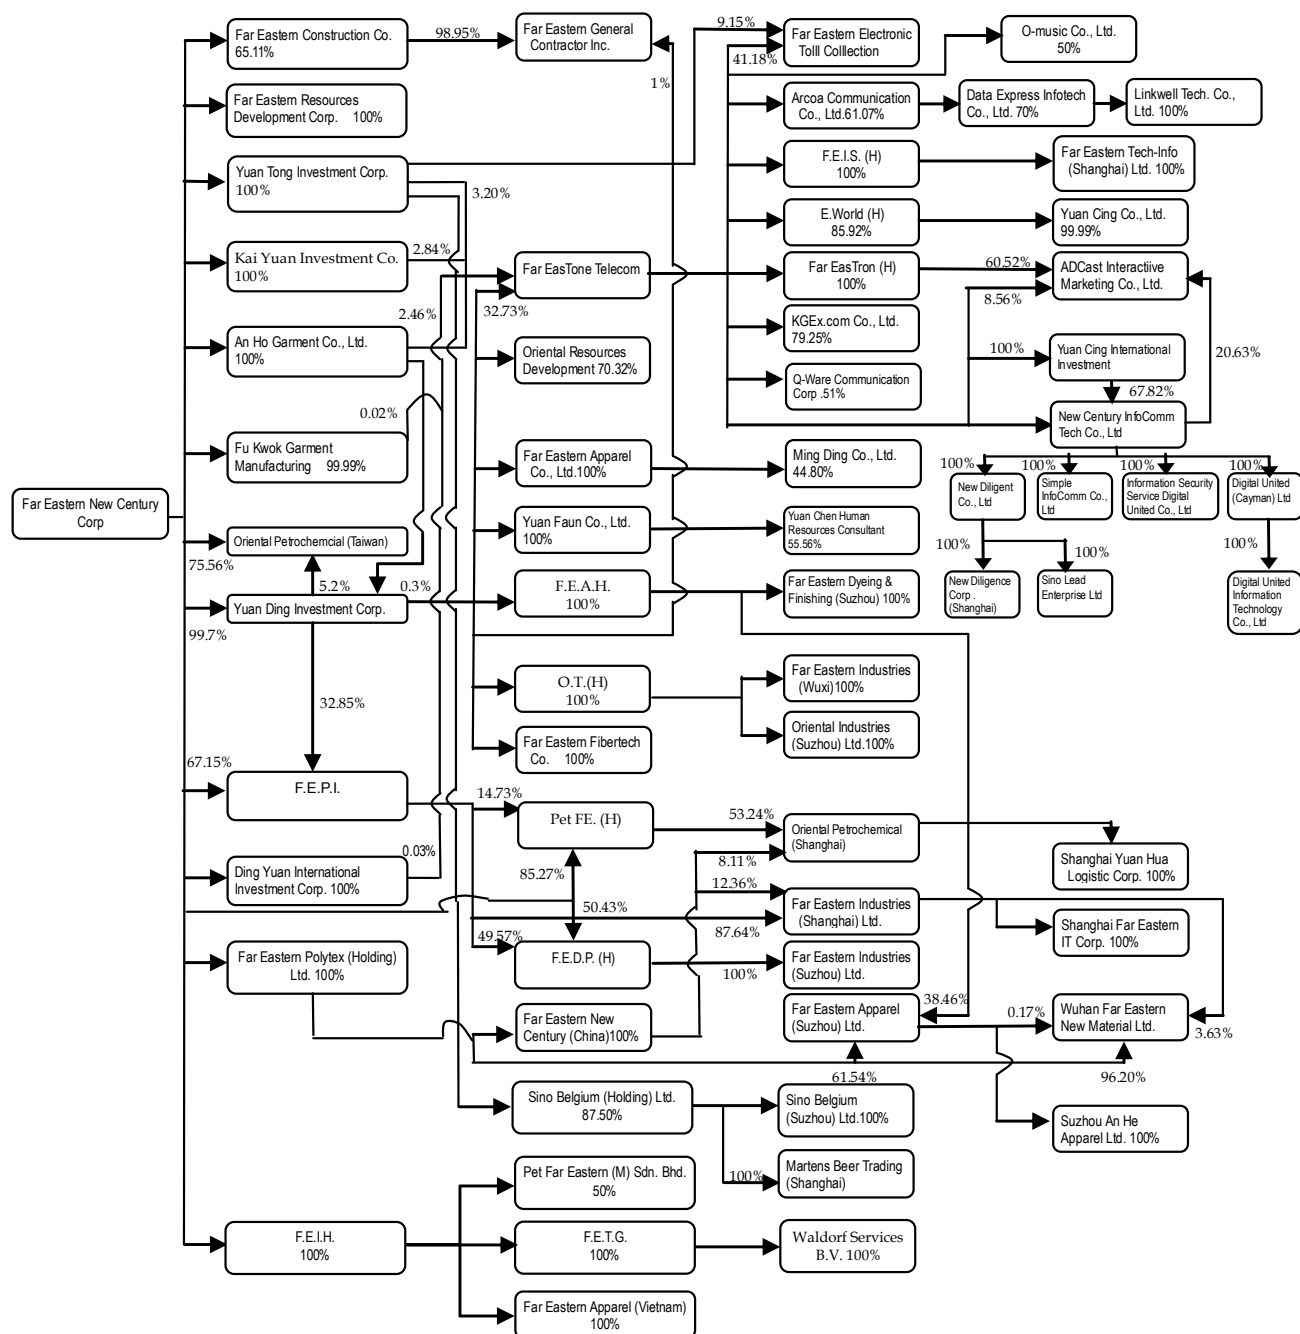 Far Eastern New Century
Corp
Far Eastern Construction Co.
65.11%
98.95%
Far Eastern General
Contractor Inc.
1%
Far Eastern Resources
Development Corp. 100%
Yuan Tong Investment Corp.
100%
3.20%
Kai Yuan Investment Co.
100%
2.84%
2.46%
An Ho Garment Co., Ltd.
100%
0.02%
Fu Kwok Garment
Manufacturing 99.99%
Oriental Petrochemcial (Taiwan)
75.56%
5.2%
0.3%
Yuan Ding Investment Corp.
99.7%
32.85%
67.15%
F.E.P.I.
0.03%
Ding Yuan International
Investment Corp. 100%
Far Eastern Polytex (Holding)
Ltd. 100%
F.E.I.H.
100%
Far EasTone Telecom
32.73%
Oriental Resources
Development 70.32%
Far Eastern Apparel
Co., Ltd.100%
Yuan Faun Co., Ltd.
100%
F.E.A.H.
100%
O.T.(H)
100%
Far Eastern Fibertech
Co. 100%
14.73%
Pet FE. (H)
85.27%
50.43%
49.57%
F.E.D.P. (H)
Far Eastern New
Century (China)100%
Sino Belgium (Holding) Ltd.
87.50%
Pet Far Eastern (M) Sdn. Bhd.
50%
F.E.T.G.
100%
Far Eastern Apparel (Vietnam)
100%
9.15%
Far Eastern Electronic
Tolll Colllection
41.18%
O-music Co., Ltd.
50%
Arcoa Communication
Co., Ltd.61.07%
Data Express Infotech
Co., Ltd. 70%
Linkwell Tech. Co.,
Ltd. 100%
F.E.I.S. (H)
100%
Far Eastern Tech-Info
(Shanghai) Ltd. 100%
E.World (H)
85.92%
Yuan Cing Co., Ltd.
99.99%
Far EasTron (H)
100%
60.52%
ADCast Interactiive
Marketing Co., Ltd.
8.56%
KGEx.com Co., Ltd.
79.25%
100%
Yuan Cing International
Investment
20.63%
67.82%
Q-Ware Communication
Corp .51%
New Century InfoComm
Tech Co., Ltd
100%
100%
100%
100%
New Diligent
Co., Ltd
Simple
InfoComm Co.,
Ltd
Information Security
Service Digital
United Co., Ltd
Digital United
(Cayman) Ltd
100%
100%
100%
New Diligence
Corp .
(Shanghai)
Sino Lead
Enterprise Ltd
Digital United
Information
Technology
Co., Ltd
Ming Ding Co., Ltd.
44.80%
Yuan Chen Human
Resources Consultant
55.56%
Far Eastern Dyeing &
Finishing (Suzhou) 100%
Far Eastern Industries
(Wuxi)100%
Oriental Industries
(Suzhou) Ltd.100%
53.24%
Oriental Petrochemical
(Shanghai)
8.11%
Shanghai Yuan Hua
Logistic Corp. 100%
12.36%
Far Eastern Industries
(Shanghai) Ltd.
87.64%
Shanghai Far Eastern
IT Corp. 100%
Far Eastern Industries
(Suzhou) Ltd.
100%
Far Eastern Apparel
(Suzhou) Ltd.
38.46%
0.17%
Wuhan Far Eastern
New Material Ltd.
3.63%
61.54%
96.20%
Sino Belgium
(Suzhou) Ltd.100%
Suzhou An He
Apparel Ltd. 100%
100%
Martens Beer Trading
(Shanghai)
Waldorf Services
B.V. 100%